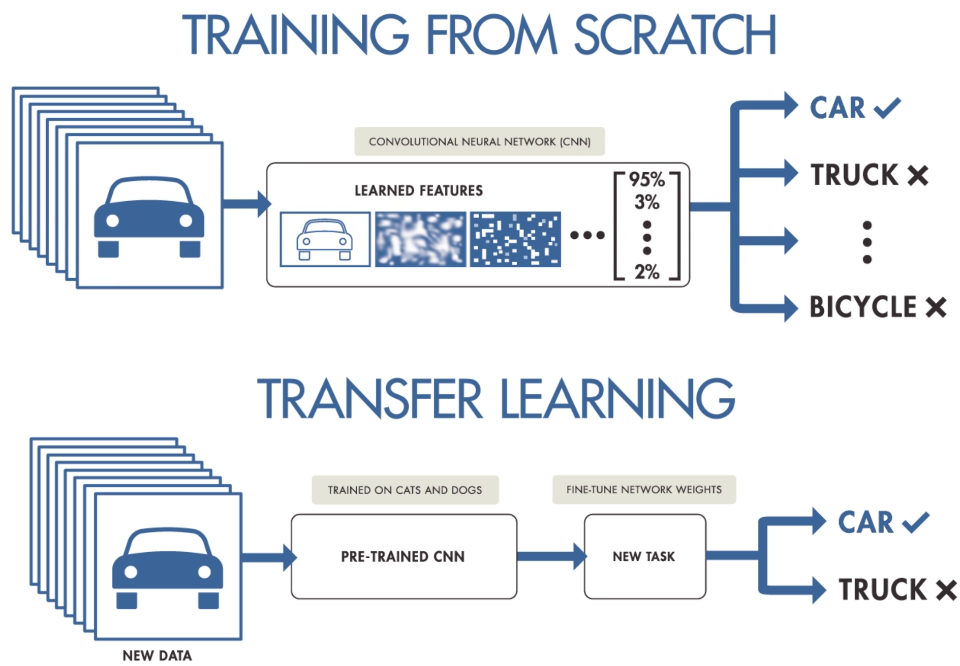 TRAINING FROM SCRATCH
CONVOLUTIONAL NEURAL NETWORK (CNN)
LEARNED FEATURES
95%
3%
2%
CAR
TRUCK
BICYCLE
TRANSFER LEARNING
TRAINED ON CATS AND DOGS
FINE-TUNE NETWORK WEIGHTS
PRE-TRAINED CNN
NEW TASK
CAR
TRUCK
NEW DATA